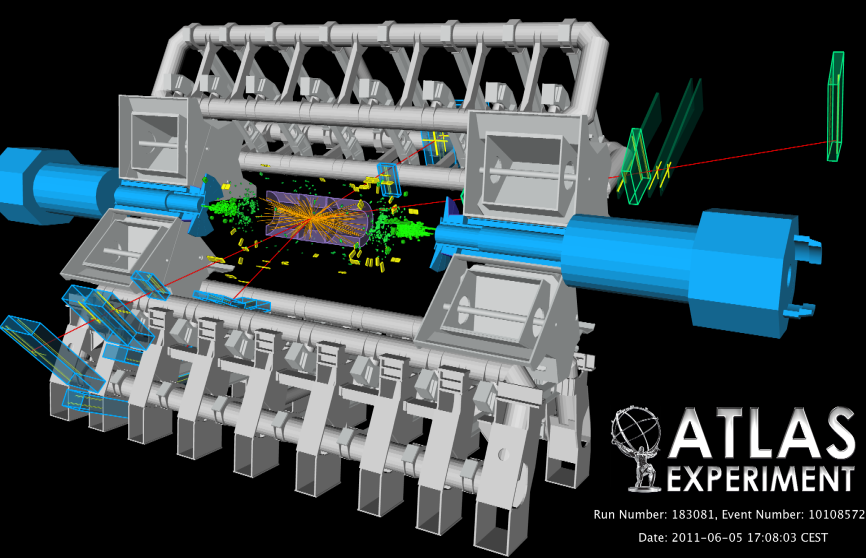 ATLAS
EXPERIMENT
Run Number: 183081, Event Number: 10108572
Date: 2011-06-05 17:08:03 CEST